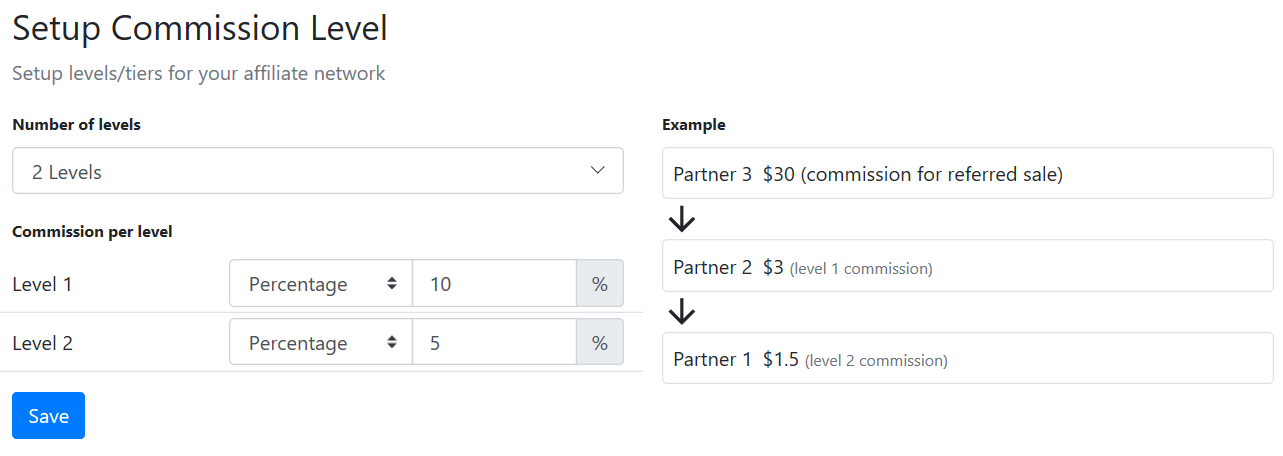 Setup Commission Level
Setup levels/tiers for your affiliate network
Number of levels
2 Levels
Commission per level
Level 1 Percentage 10 %
Level 2 Percentage 5 %
Save
Example
Partner 3 $30 (commission for referred sale)
Partner 2 $3 (level 1 commission)
Partner 1 $1.5 (level 2 commission)